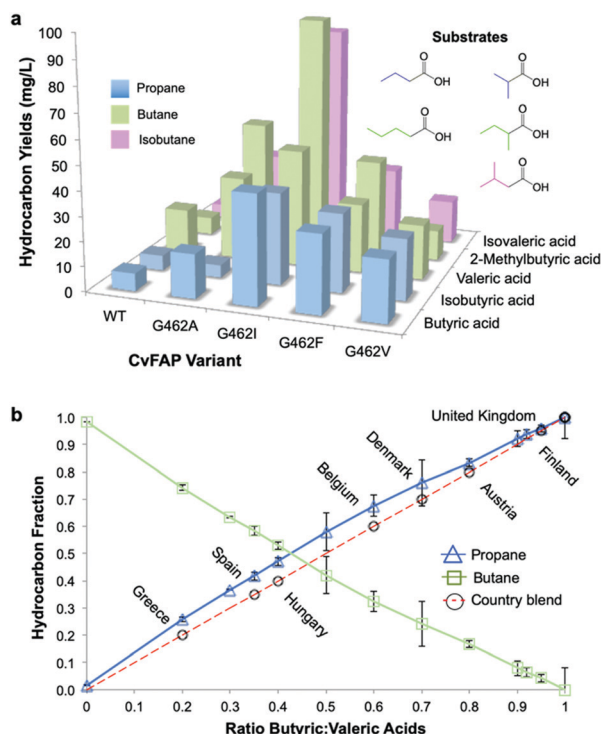 a
Hydrocarbon Yields (mg/L)
100
90
80
70
60
50
40
30
20
10
0
Propane
Butane
Isobutane
Substrates
O
OH
O
OH
O
OH
O
OH
O
OH
WT
G462A
G462I
G462F
G462V
CvFAP Variant
Isovaleric acid
2-Methylbutyric acid
Valeric acid
Isobutyric acid
Butyric acid
b
Hydrocarbon Fraction
1.0
0.9
0.8
0.7
0.6
0.5
0.4
0.3
0.2
0.1
0.0
United Kingdom
Finland
Denmark
Austria
Belgium
Spain
Hungary
Greece
Propane
Butane
Country blend
0 0.1 0.2 0.3 0.4 0.5 0.6 0.7 0.8 0.9 1
Ratio Butyric:Valeric Acids